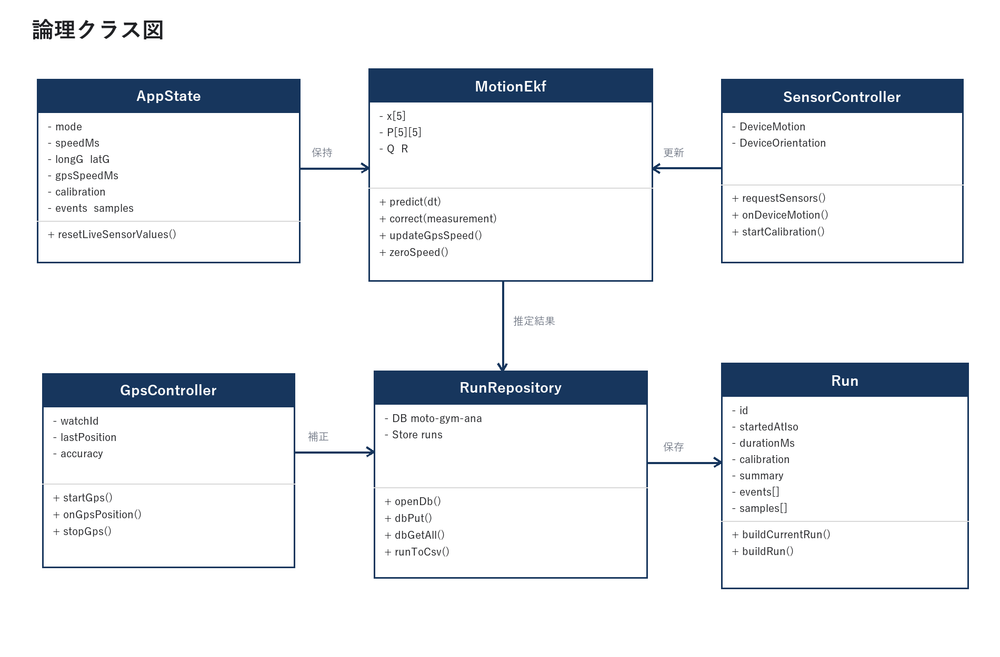 論理クラス図
AppState
- mode
- speedMs
- longG latG
- gpsSpeedMs
- calibration
- events samples
+ resetLiveSensorValues()
保持
MotionEkf
- x[5]
- P[5][5]
- Q R
+ predict(dt)
+ correct(measurement)
+ updateGpsSpeed()
+ zeroSpeed()
更新
SensorController
- DeviceMotion
- DeviceOrientation
+ requestSensors()
+ onDeviceMotion()
+ startCalibration()
推定結果
GpsController
- watchId
- lastPosition
- accuracy
+ startGps()
+ onGpsPosition()
+ stopGps()
補正
RunRepository
- DB moto-gym-ana
- Store runs
+ openDb()
+ dbPut()
+ dbGetAll()
+ runToCsv()
保存
Run
- id
- startedAtIso
- durationMs
- calibration
- summary
- events[]
- samples[]
+ buildCurrentRun()
+ buildRun()